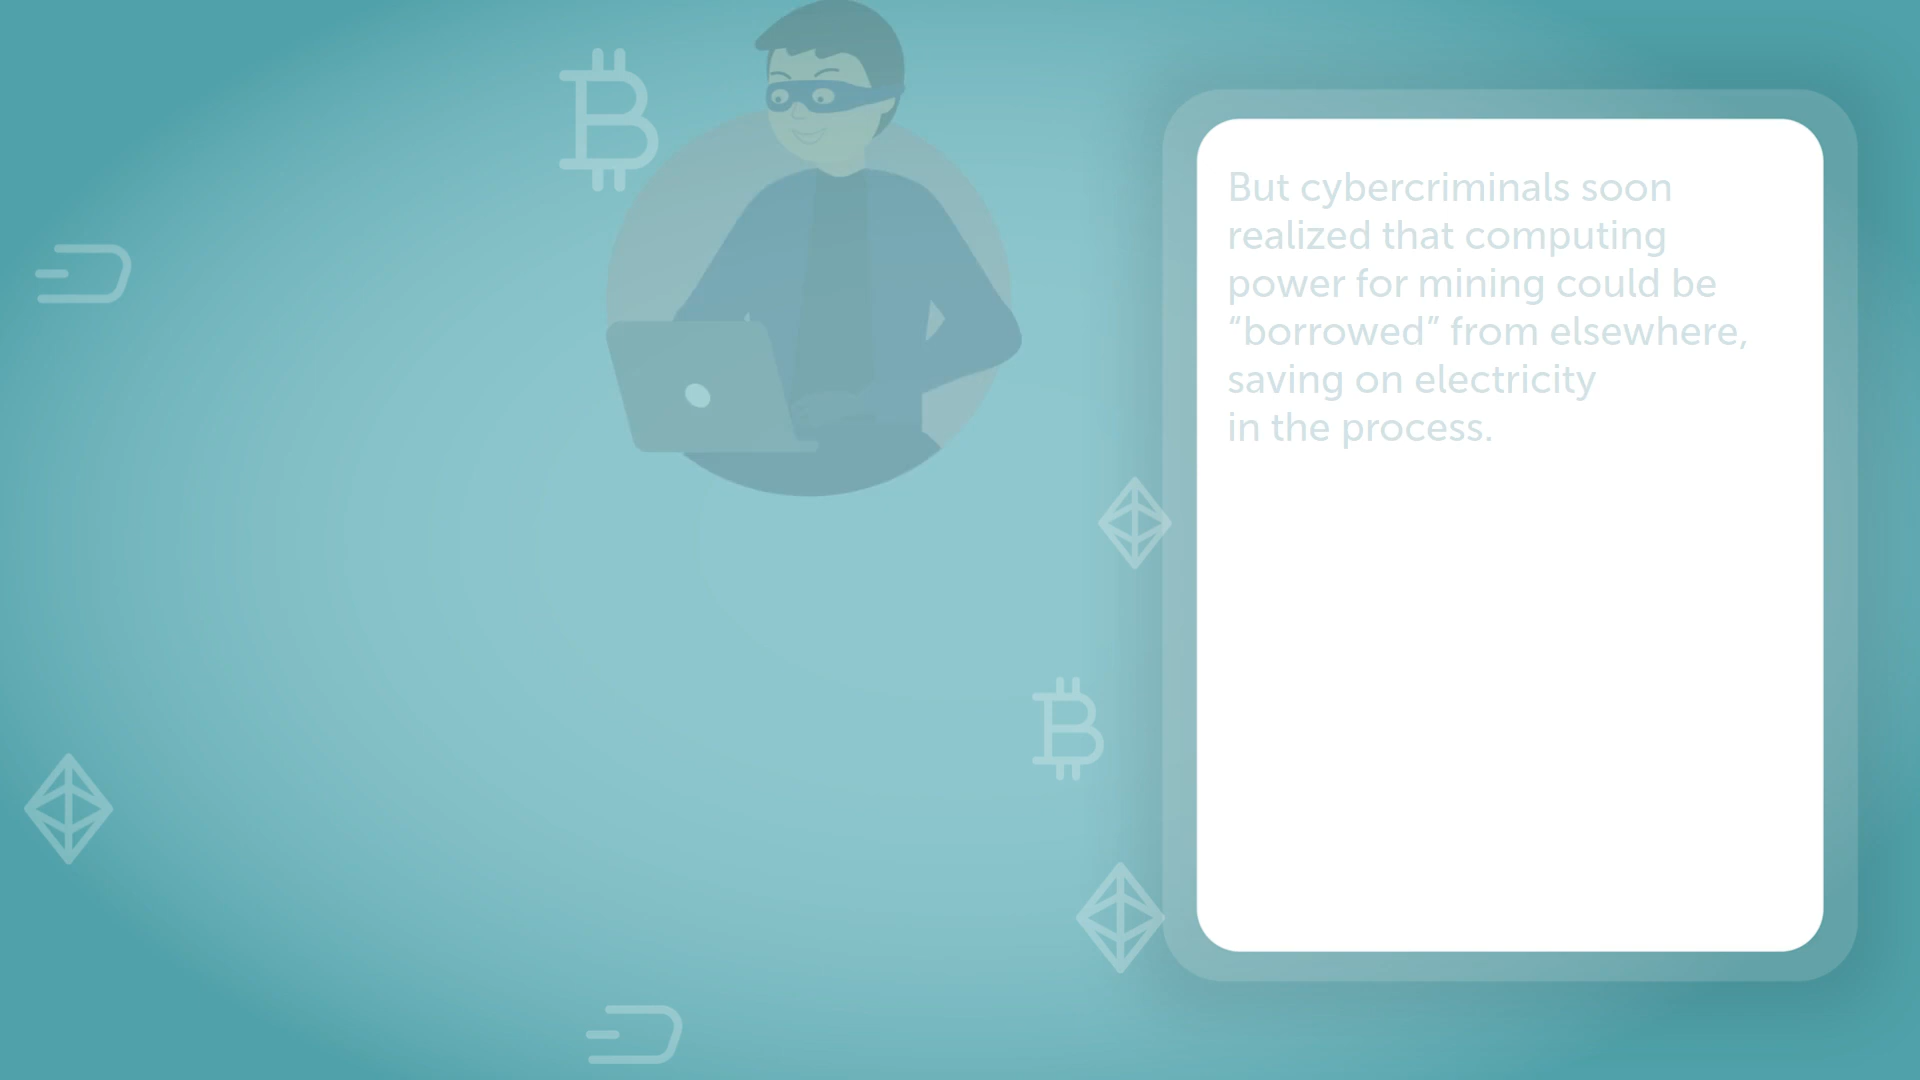 But cybercriminals soon
realized that computing
power for mining could be
“borrowed” from elsewhere,
saving on electricity
in the process.